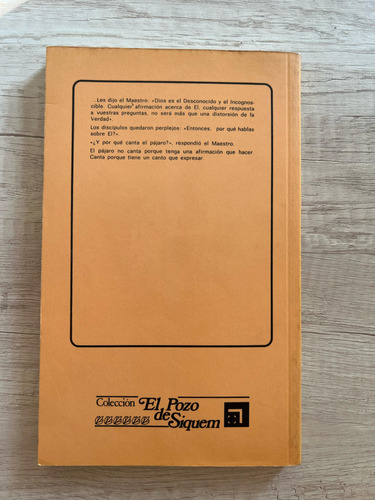 ...Les dijo el Maestro: «Dios es el Desconocido y el Incognos-
cible. Cualquier afirmación acerca de El, cualquier respuesta
a vuestras preguntas, no será más que una distorsión de la
Verdad».
Los discípulos quedaron perplejos: «Entonces, por qué hablas
sobre El?».
«¿Y por qué canta el pájaro?», respondió el Maestro.
El pájaro no canta porque tenga una afirmación que hacer
Canta porque tiene un canto que expresar.
Colección El Pozo
de Siquem